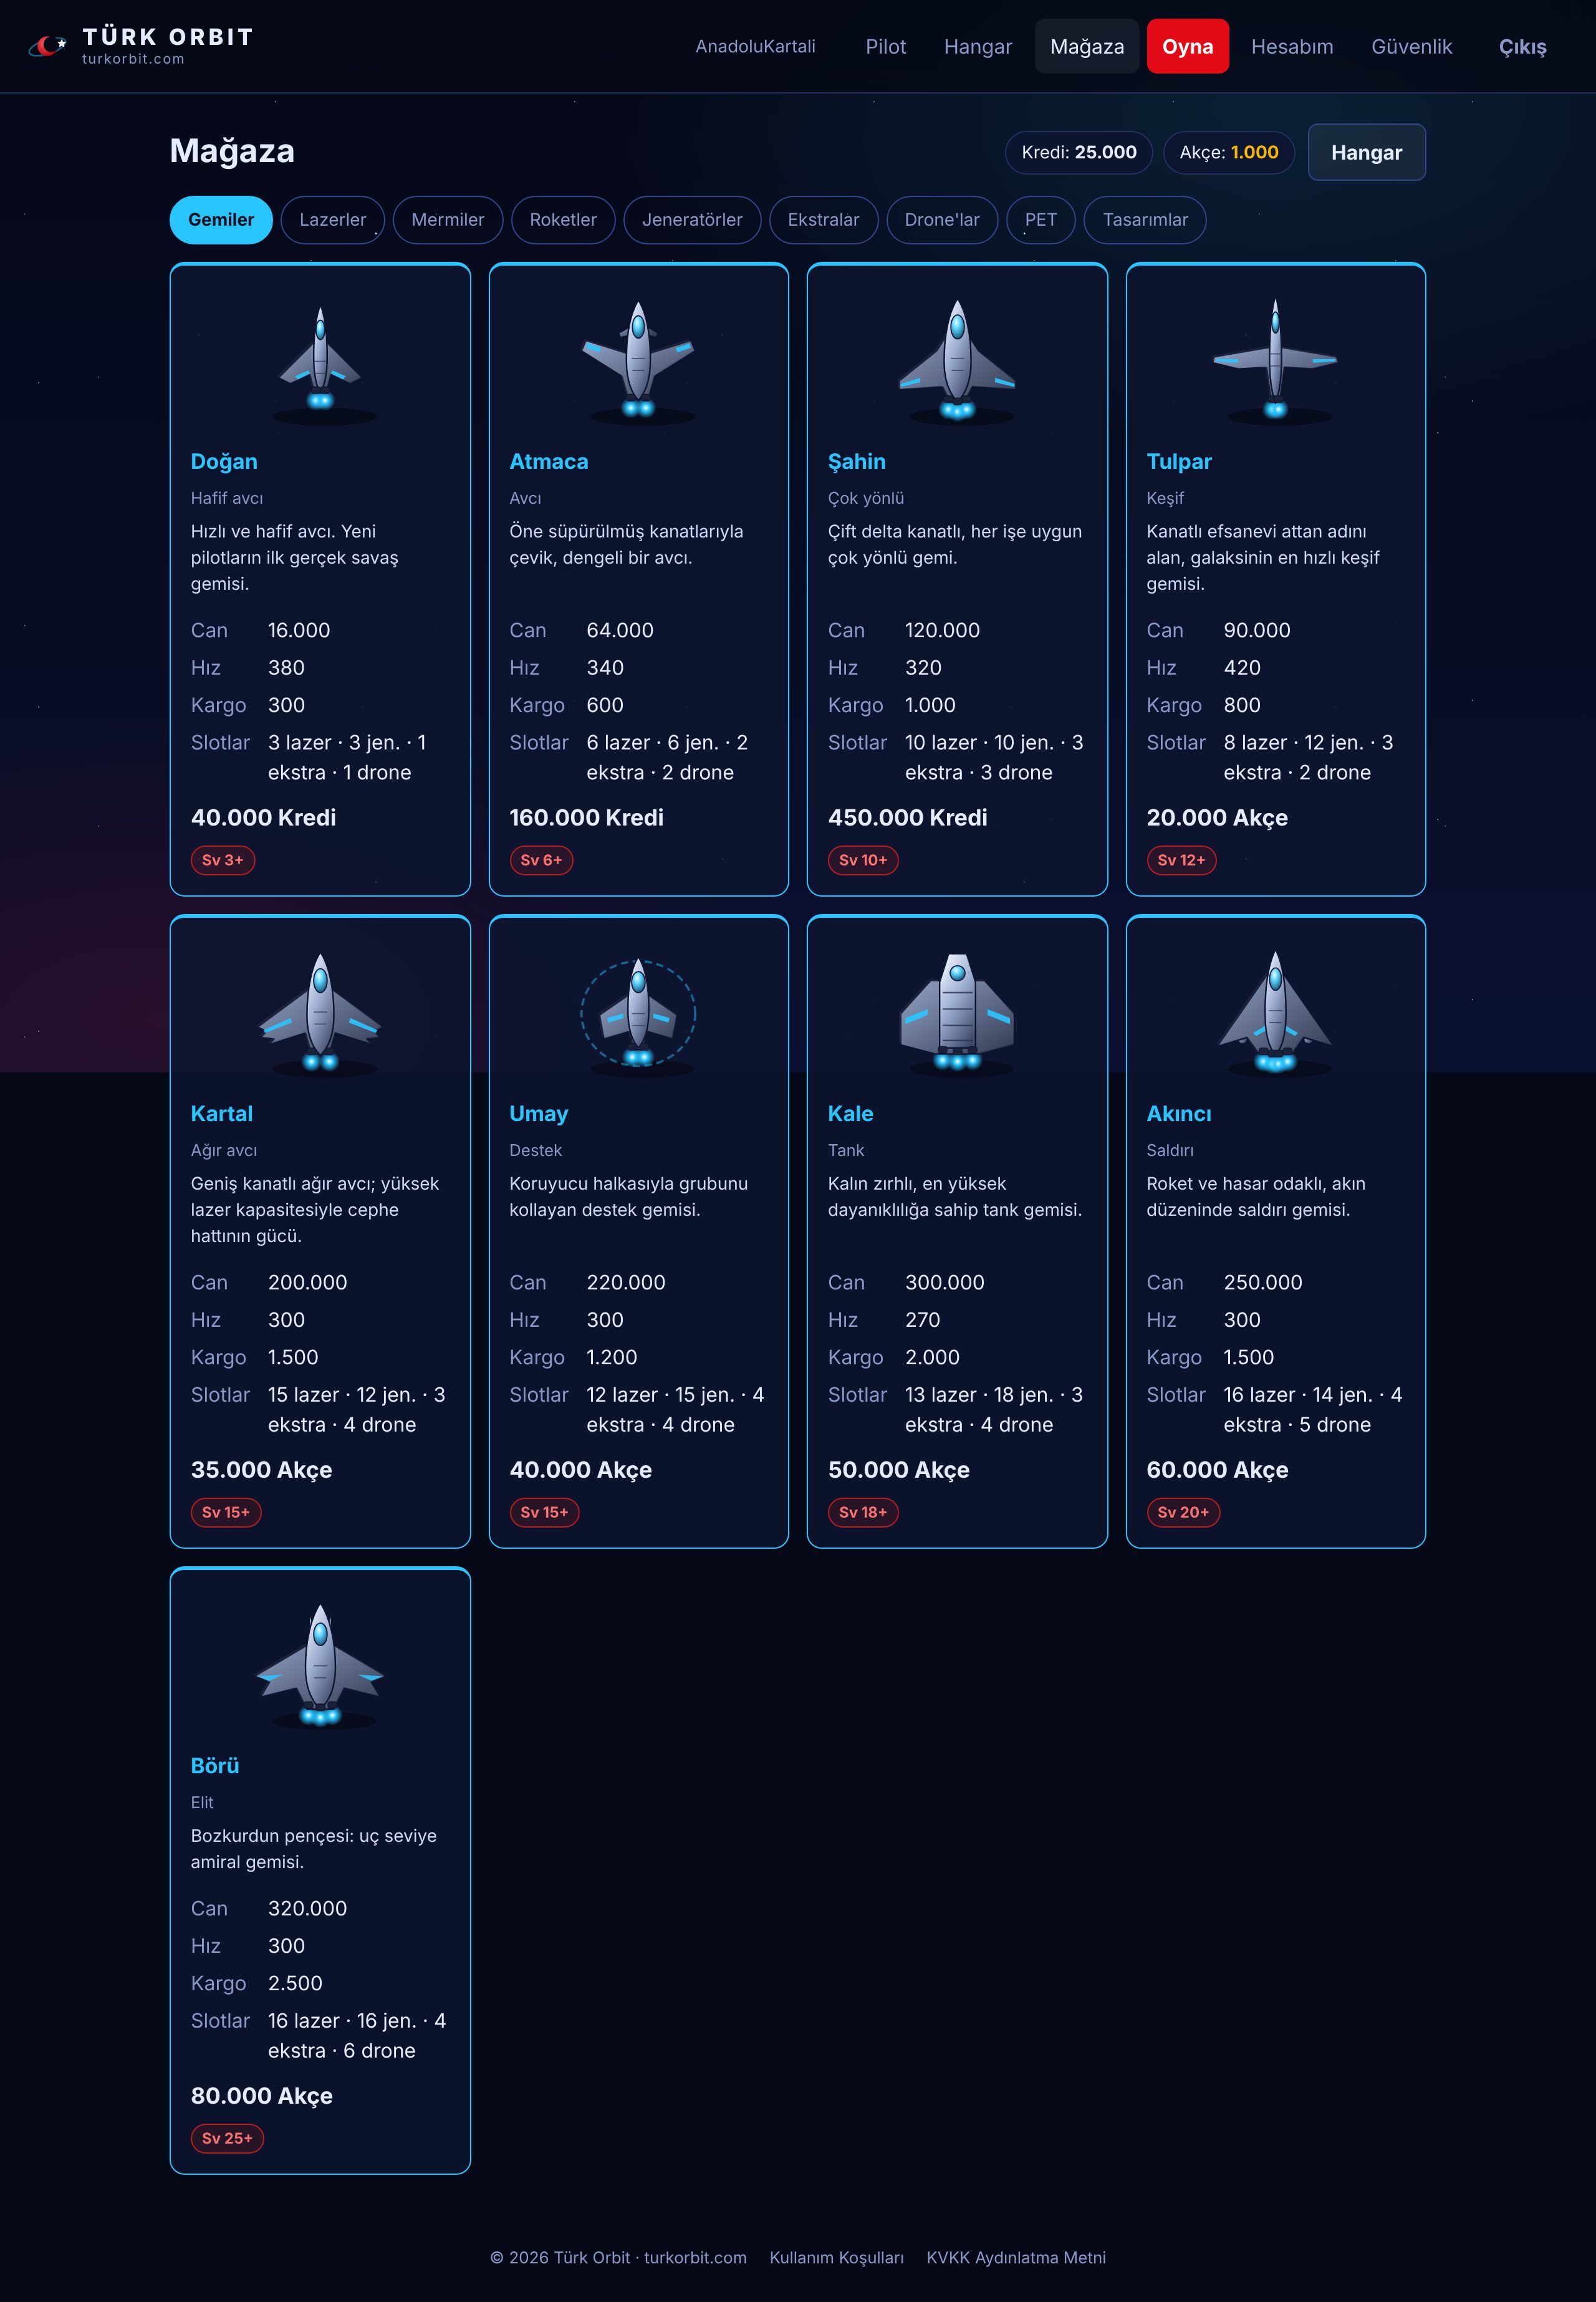 TÜRK ORBIT
turkorbit.com
AnadoluKartali Pilot Hangar Mağaza Oyna Hesabım Güvenlik Çıkış
Mağaza
Kredi: 25.000 Akçe: 1.000 Hangar
Gemiler Lazerler Mermiler Roketler Jeneratörler Ekstralar Drone'lar PET Tasarımlar
Doğan
Hafif avcı
Hızlı ve hafif avcı. Yeni
pilotların ilk gerçek savaş
gemisi.
Can 16.000
Hız 380
Kargo 300
Slotlar 3 lazer · 3 jen. · 1
ekstra · 1 drone
40.000 Kredi
Sv 3+
Atmaca
Avcı
Öne süpürülmüş kanatlarıyla
çevik, dengeli bir avcı.
Can 64.000
Hız 340
Kargo 600
Slotlar 6 lazer · 6 jen. · 2
ekstra · 2 drone
160.000 Kredi
Sv 6+
Şahin
Çok yönlü
Çift delta kanatlı, her işe uygun
çok yönlü gemi.
Can 120.000
Hız 320
Kargo 1.000
Slotlar 10 lazer · 10 jen. · 3
ekstra · 3 drone
450.000 Kredi
Sv 10+
Tulpar
Keşif
Kanatlı efsanevi attan adını
alan, galaksinin en hızlı keşif
gemisi.
Can 90.000
Hız 420
Kargo 800
Slotlar 8 lazer · 12 jen. · 3
ekstra · 2 drone
20.000 Akçe
Sv 12+
Kartal
Ağır avcı
Geniş kanatlı ağır avcı; yüksek
lazer kapasitesiyle cephe
hattının gücü.
Can 200.000
Hız 300
Kargo 1.500
Slotlar 15 lazer · 12 jen. · 3
ekstra · 4 drone
35.000 Akçe
Sv 15+
Umay
Destek
Koruyucu halkasıyla grubunu
kollayan destek gemisi.
Can 220.000
Hız 300
Kargo 1.200
Slotlar 12 lazer · 15 jen. · 4
ekstra · 4 drone
40.000 Akçe
Sv 15+
Kale
Tank
Kalın zırhlı, en yüksek
dayanıklılığa sahip tank gemisi.
Can 300.000
Hız 270
Kargo 2.000
Slotlar 13 lazer · 18 jen. · 3
ekstra · 4 drone
50.000 Akçe
Sv 18+
Akıncı
Saldırı
Roket ve hasar odaklı, akın
düzeninde saldırı gemisi.
Can 250.000
Hız 300
Kargo 1.500
Slotlar 16 lazer · 14 jen. · 4
ekstra · 5 drone
60.000 Akçe
Sv 20+
Börü
Elit
Bozkurdun pençesi: uç seviye
amiral gemisi.
Can 320.000
Hız 300
Kargo 2.500
Slotlar 16 lazer · 16 jen. · 4
ekstra · 6 drone
80.000 Akçe
Sv 25+
© 2026 Türk Orbit · turkorbit.com Kullanım Koşulları KVKK Aydınlatma Metni